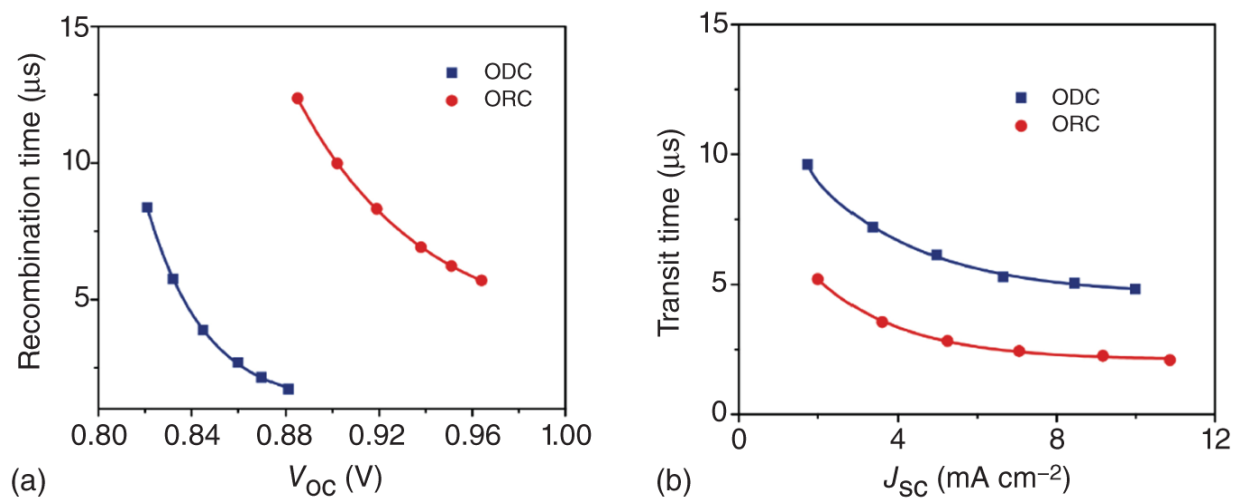 15
10
5
Recombination time (μs)
ODC
ORC
0.80 0.84 0.88 0.92 0.96 1.00
(a)
VOC (V)
15
10
5
0
Transit time (μs)
ODC
ORC
0 4 8 12
(b)
JSC (mA cm−2)